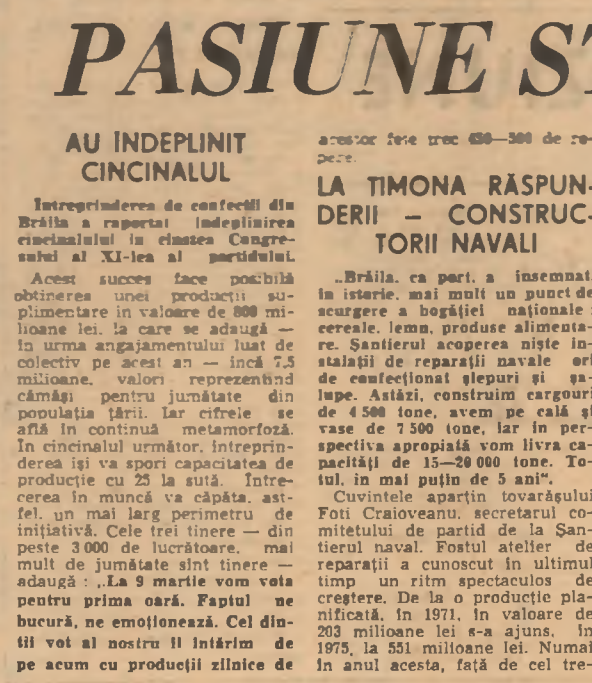 PASIUNE ST
AU ÎNDEPLINIT
CINCINALUL
Întreprinderea de confecții din
Brăila a raportat îndeplinirea
cincinalului în cinstea Congre-
sului al XI-lea al partidului.
Acest succes face posibilă
obținerea unei producții su-
plimentare în valoare de 800 mi-
lioane lei, la care se adaugă —
în urma angajamentului luat de
colectiv pe acest an — încă 7,5
milioane, valori reprezentînd
cămăși pentru jumătate din
populația țării. Iar cifrele se
află în continuă metamorfoză.
În cincinalul următor, întreprin-
derea își va spori capacitatea de
producție cu 25 la sută. Între-
cerea în muncă va căpăta, ast-
fel, un mai larg perimetru de
inițiativă. Cele trei tinere — din
peste 3 000 de lucrătoare, mai
mult de jumătate sînt tinere —
adaugă : „La 9 martie vom vota
pentru prima oară. Faptul ne
bucură, ne emoționează. Cel din-
tîi vot al nostru îl întărim de
pe acum cu producții zilnice de
acestor fete trec 450—500 de re-
pere.
LA TIMONA RĂSPUN-
DERII — CONSTRUC-
TORII NAVALI
„Brăila, ca port, a însemnat,
în istorie, mai mult un punct de
scurgere a bogăției naționale :
cereale, lemn, produse alimenta-
re. Șantierul acoperea niște in-
stalații de reparații navale ori
de confecționat șlepuri și șa-
lupe. Astăzi, construim cargouri
de 4 500 tone, avem pe cală și
vase de 7 500 tone, iar în per-
spectiva apropiată vom livra ca-
pacități de 15—20 000 tone. To-
tul, în mai puțin de 5 ani“.
Cuvintele aparțin tovarășului
Foti Craioveanu, secretarul co-
mitetului de partid de la Șan-
tierul naval. Fostul atelier de
reparații a cunoscut în ultimul
timp un ritm spectaculos de
creștere. De la o producție pla-
nificată, în 1971, în valoare de
203 milioane lei s-a ajuns, în
1975, la 551 milioane lei. Numai
în anul acesta, față de cel tre-